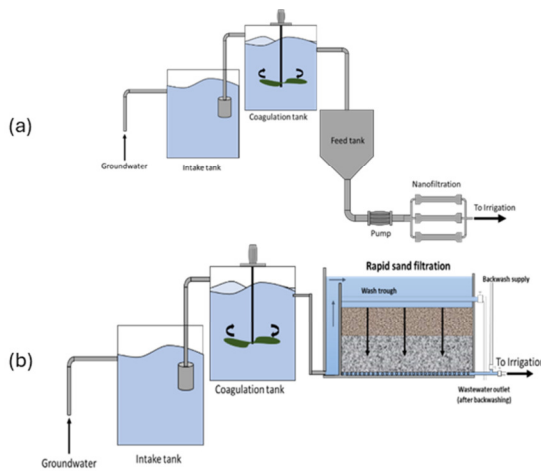 (a)
Coagulation tank
Groundwater
Intake tank
Feed tank
Nanofiltration
To Irrigation
Pump
(b)
Rapid sand filtration
Backwash supply
Wash trough
Coagulation tank
To Irrigation
Wastewater outlet
(after backwashing)
Groundwater
Intake tank